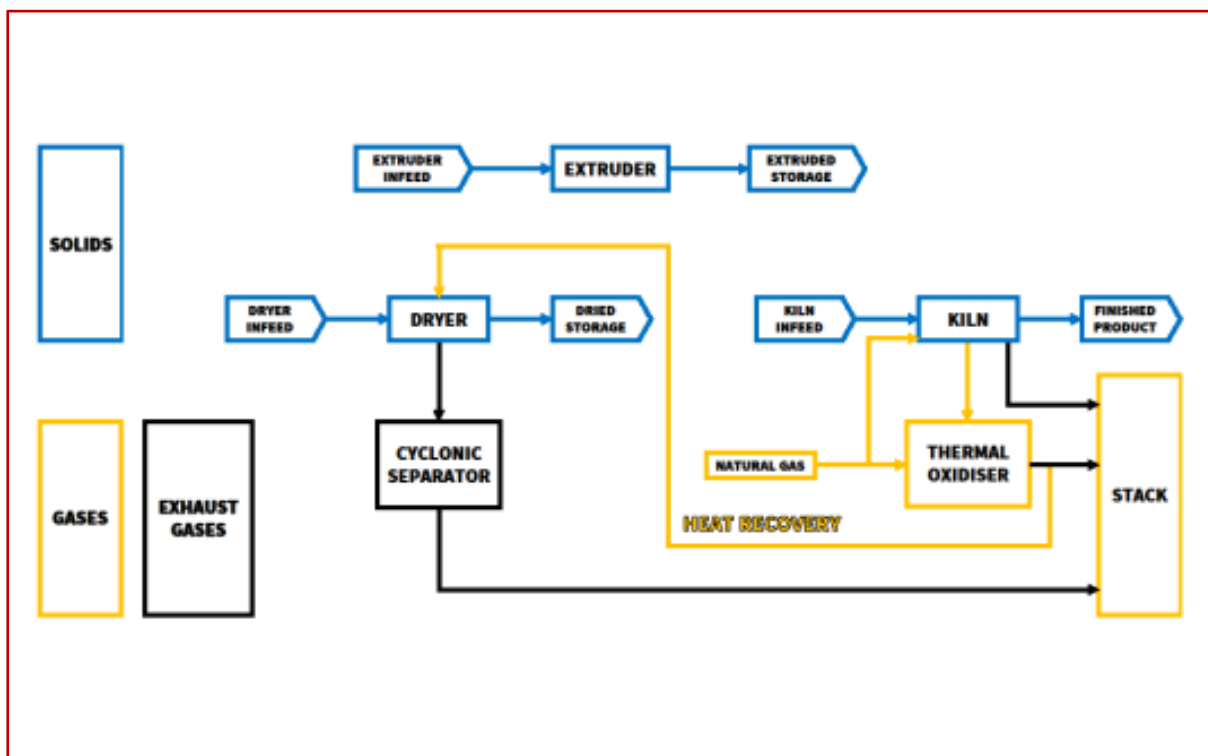 EXTRUDER
INFEED
EXTRUDER
EXTRUDED
STORAGE
SOLIDS
DRYER
INFEED
DRYER
DRIED
STORAGE
KILN
INFEED
KILN
FINISHED
PRODUCT
GASES
EXHAUST
GASES
CYCLONIC
SEPARATOR
NATURAL GAS
THERMAL
OXIDISER
STACK
HEAT RECOVERY